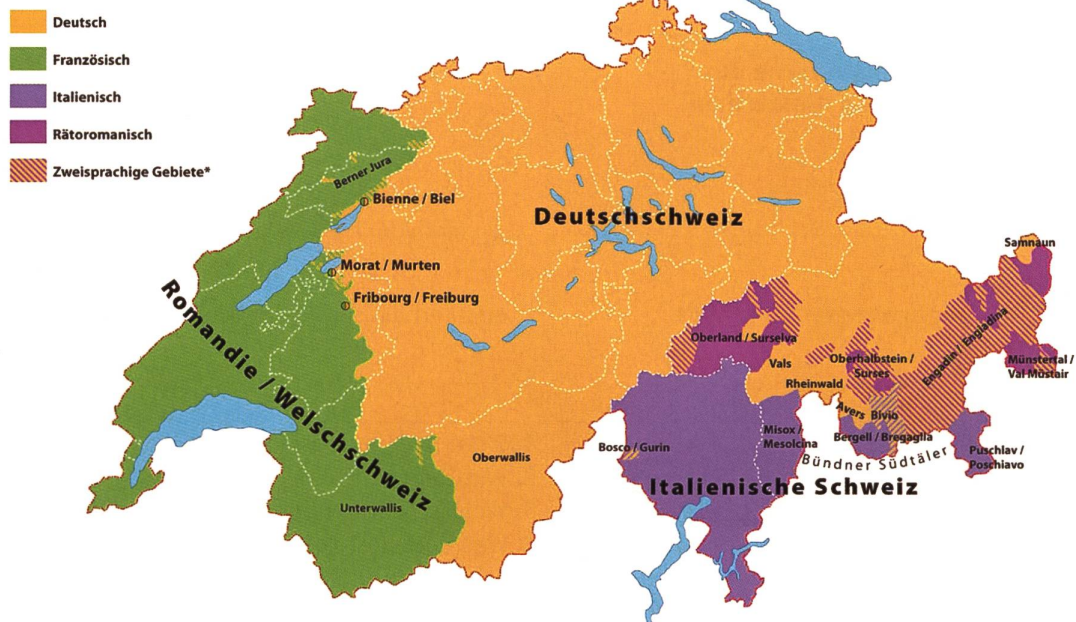 Deutsch
Französisch
Italienisch
Rätoromanisch
Zweisprachige Gebiete*
Berner Jura
Bienne / Biel
Morat / Murten
Fribourg / Freiburg
Romandie / Welschschweiz
Deutschschweiz
Samnaun
Oberland / Surselva
Vals
Oberhalbstein /
Surses
Engadin / Engiadina
Münstertal /
Val Müstair
Rheinwald
Avers
Bivio
Bergell / Bregaglia
Misox /
Mesolcina
Bosco / Gurin
Puschlav /
Poschiavo
Bündner Südtäler
Italienische Schweiz
Oberwallis
Unterwallis